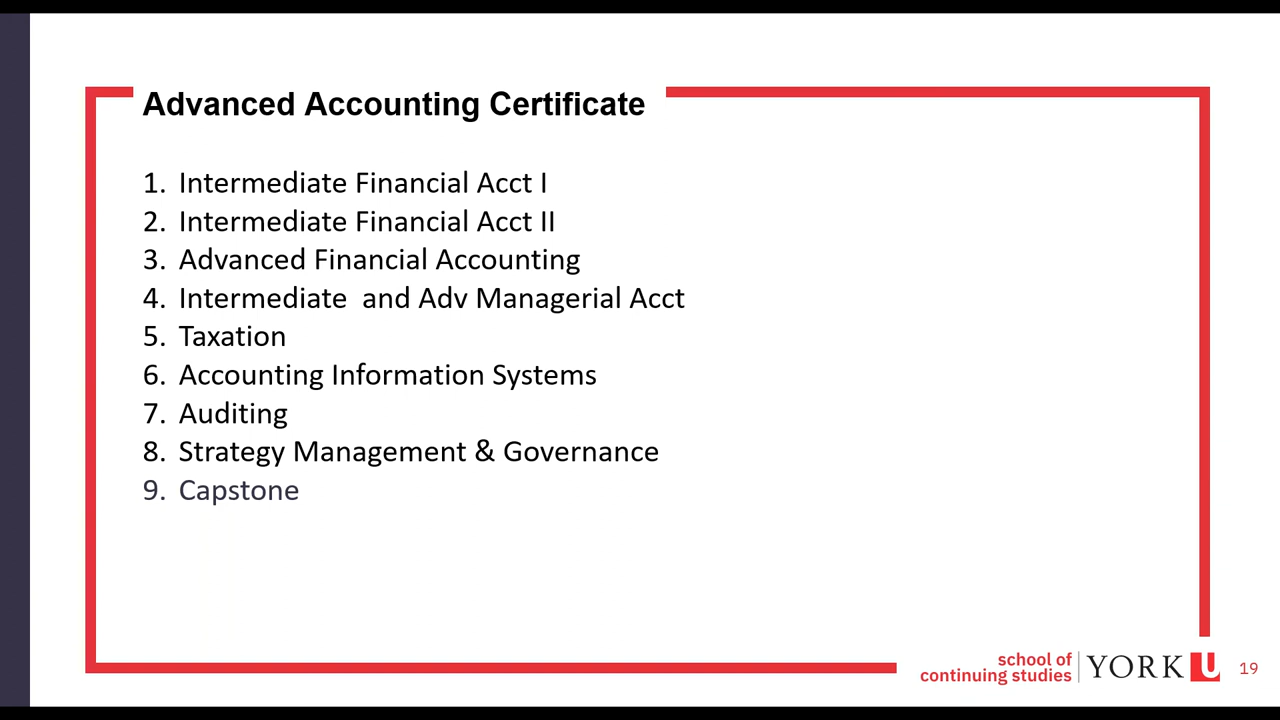 Advanced Accounting Certificate
1. Intermediate Financial Acct I
2. Intermediate Financial Acct II
3. Advanced Financial Accounting
4. Intermediate  and Adv Managerial Acct
5. Taxation
6. Accounting Information Systems
7. Auditing
8. Strategy Management & Governance
9. Capstone
school of
continuing studies
YORK U
19